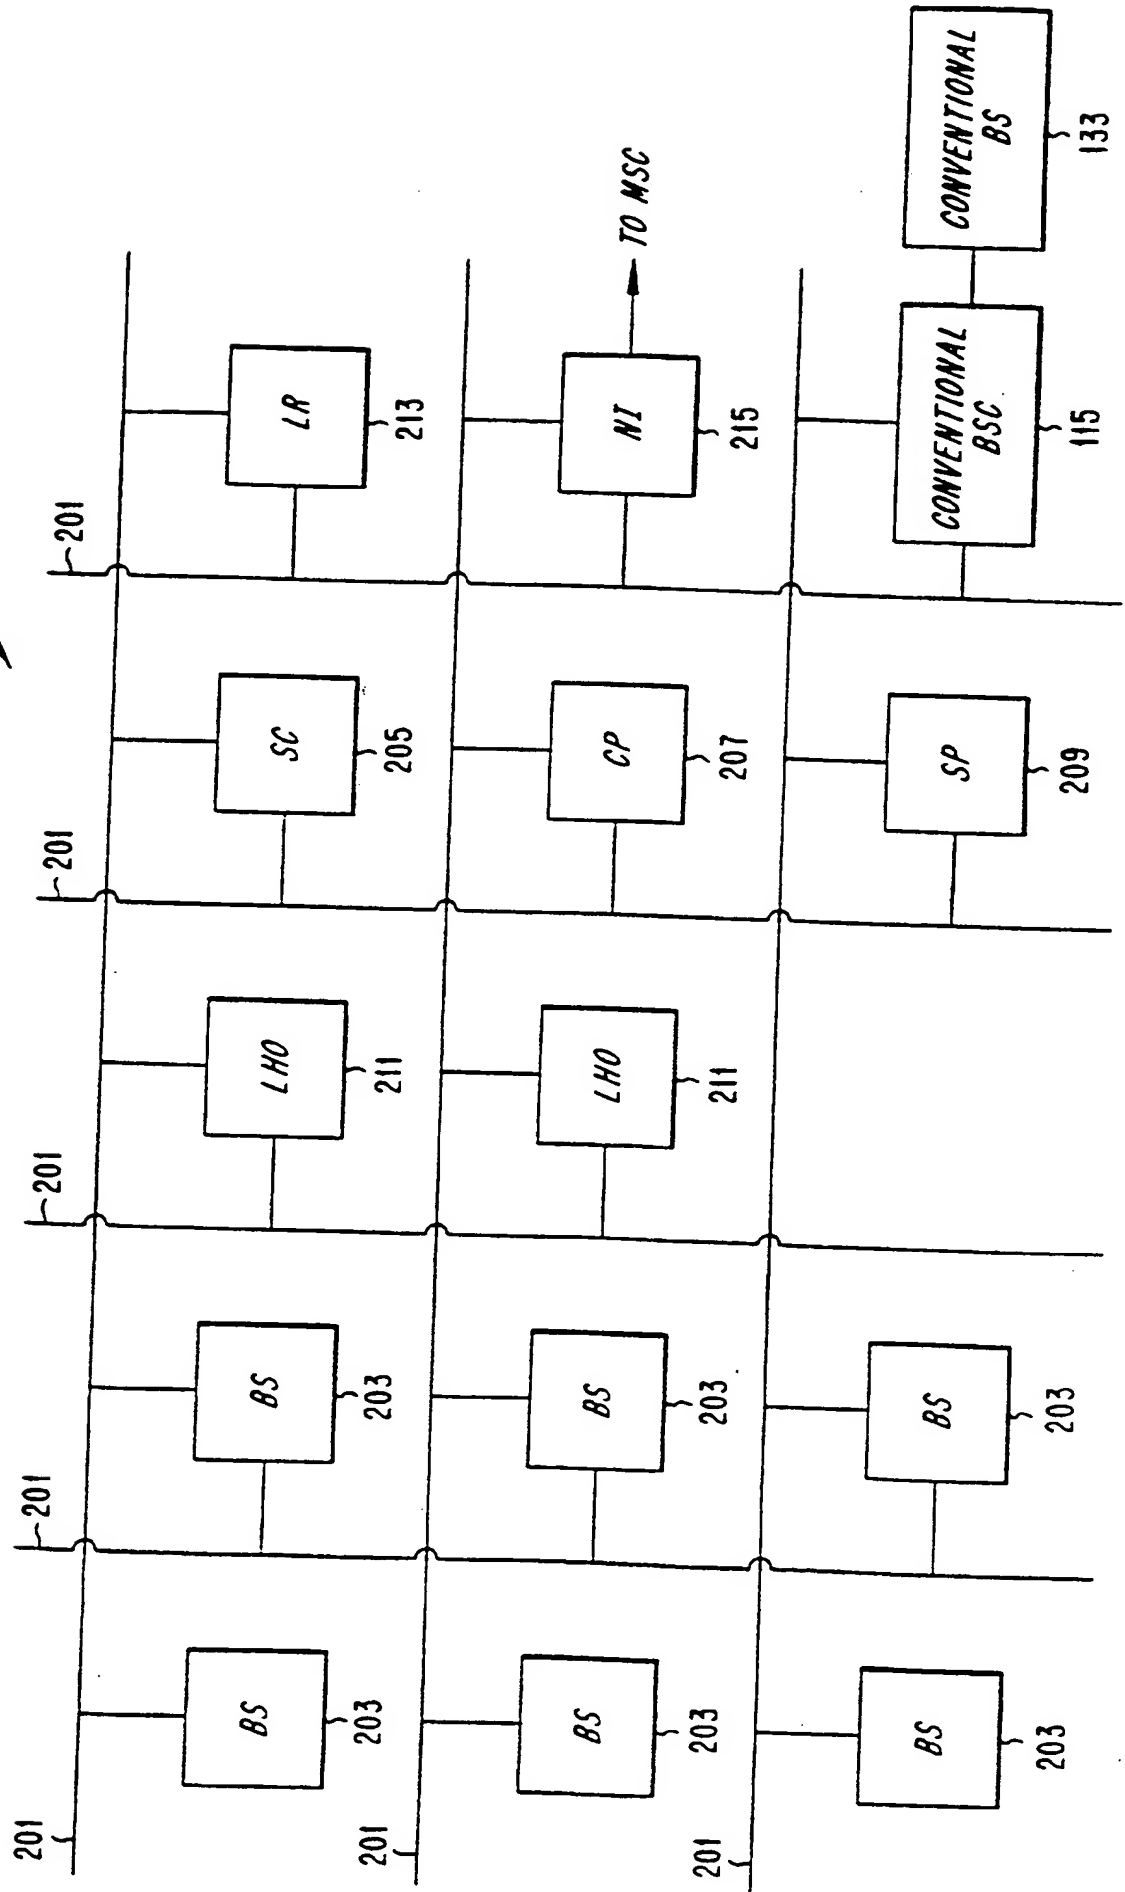 201
201
201
201
201
BS
BS
LHO
SC
LR
203
203
211
205
213
201
BS
BS
LHO
CP
NI
TO MSC
203
203
211
207
215
201
BS
BS
SP
CONVENTIONAL
BSC
CONVENTIONAL
BS
203
203
209
115
133